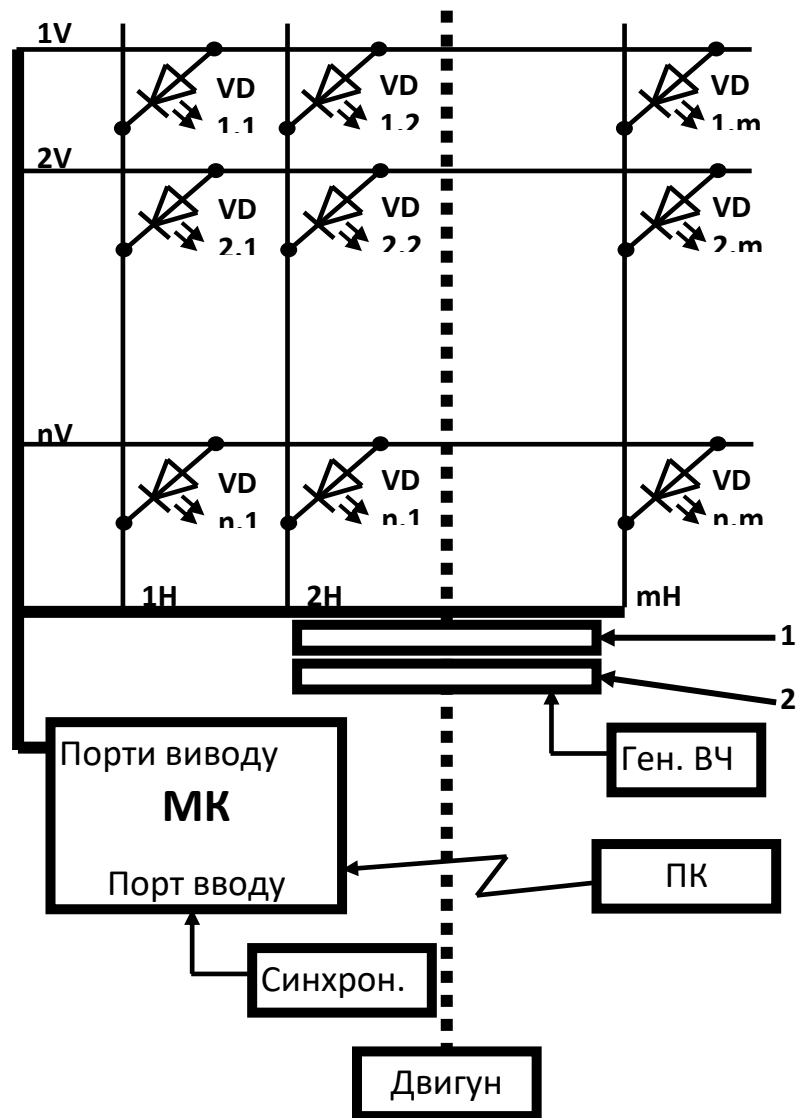 1V
VD
1.1
VD
1.2
VD
1.m
2V
VD
2.1
VD
2.2
VD
2.m
nV
VD
n.1
VD
n.1
VD
n.m
1H
2H
mH
1
2
Порти виводу
МК
Порт вводу
Ген. ВЧ
ПК
Синхрон.
Двигун